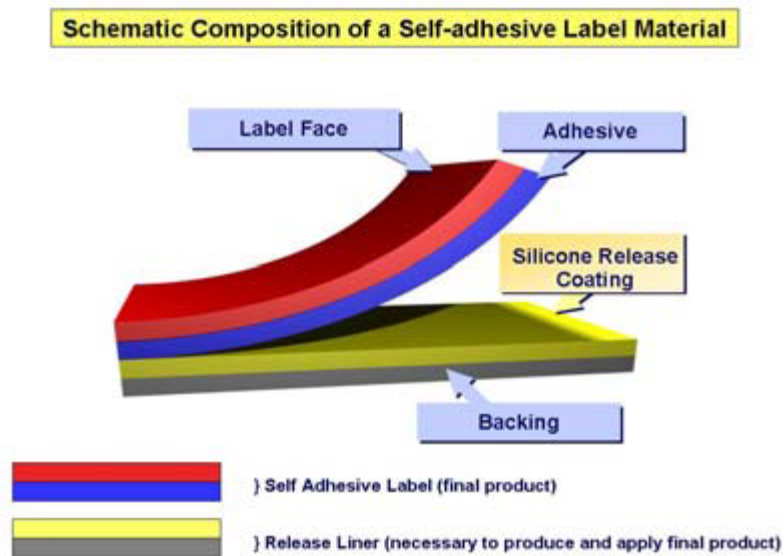 Schematic Composition of a Self-adhesive Label Material
Label Face
Adhesive
Silicone Release
Coating
Backing
} Self Adhesive Label (final product)
} Release Liner (necessary to produce and apply final product)